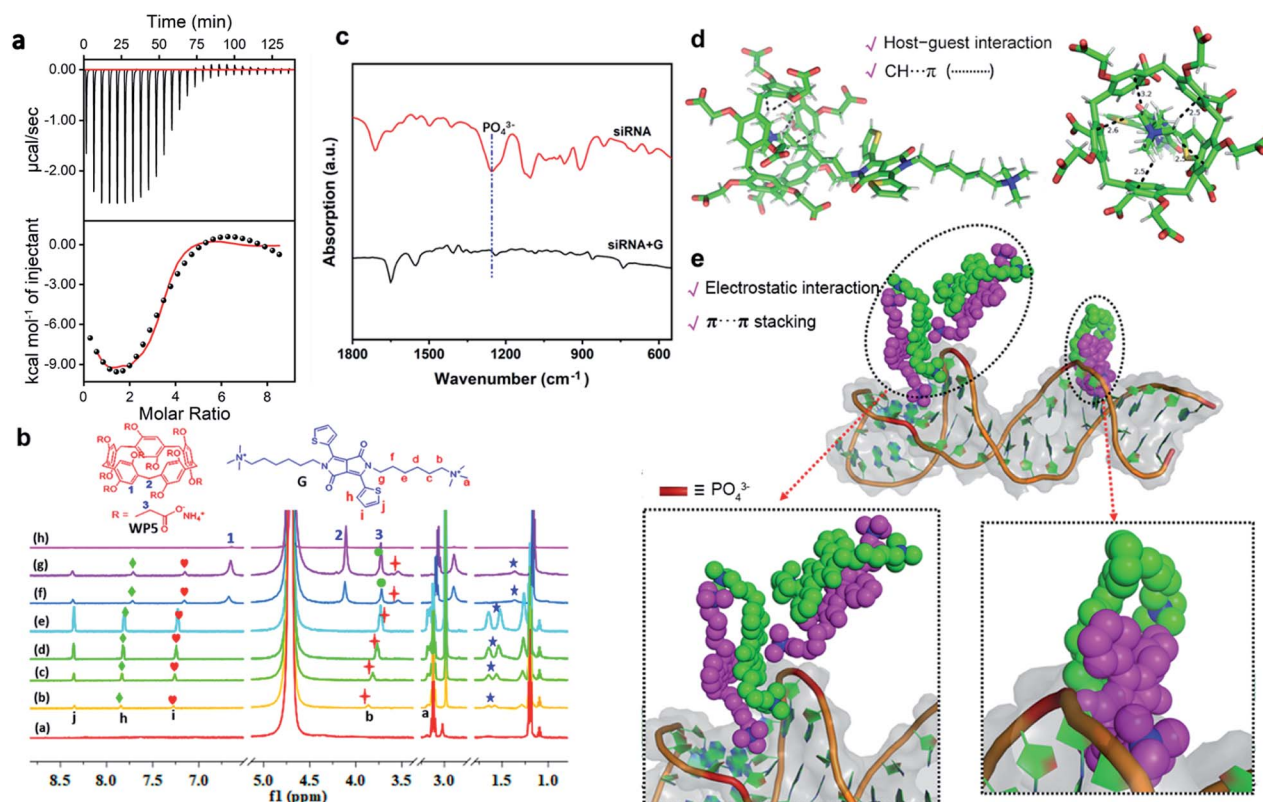 a
Time (min)
0 25 50 75 100 125
0.00
-1.00
-2.00
µcal/sec
0.00
-3.00
-6.00
-9.00
kcal mol⁻¹ of injectant
0 2 4 6 8
Molar Ratio
c
PO₄³⁻
siRNA
siRNA+G
Absorption (a.u.)
1800 1500 1200 900 600
Wavenumber (cm⁻¹)
d
√ Host−guest interaction
√ CH···π (············)
3.2
2.5
2.6
2.5
e
√ Electrostatic interaction
√ π···π stacking
≡ PO₄³⁻
b
RO
OR
1 2
3
R =
O
O⁻NH₄⁺
WP5
N⁺
N
O
S
G
f d b
g e c a
h i j
N⁺
1 2 3
(h)
(g)
(f)
(e)
(d)
(c)
(b)
j h i b a
(a)
8.5 8.0 7.5 7.0 6.5 5.0 4.5 4.0 3.5 3.0 1.5 1.0
f1 (ppm)